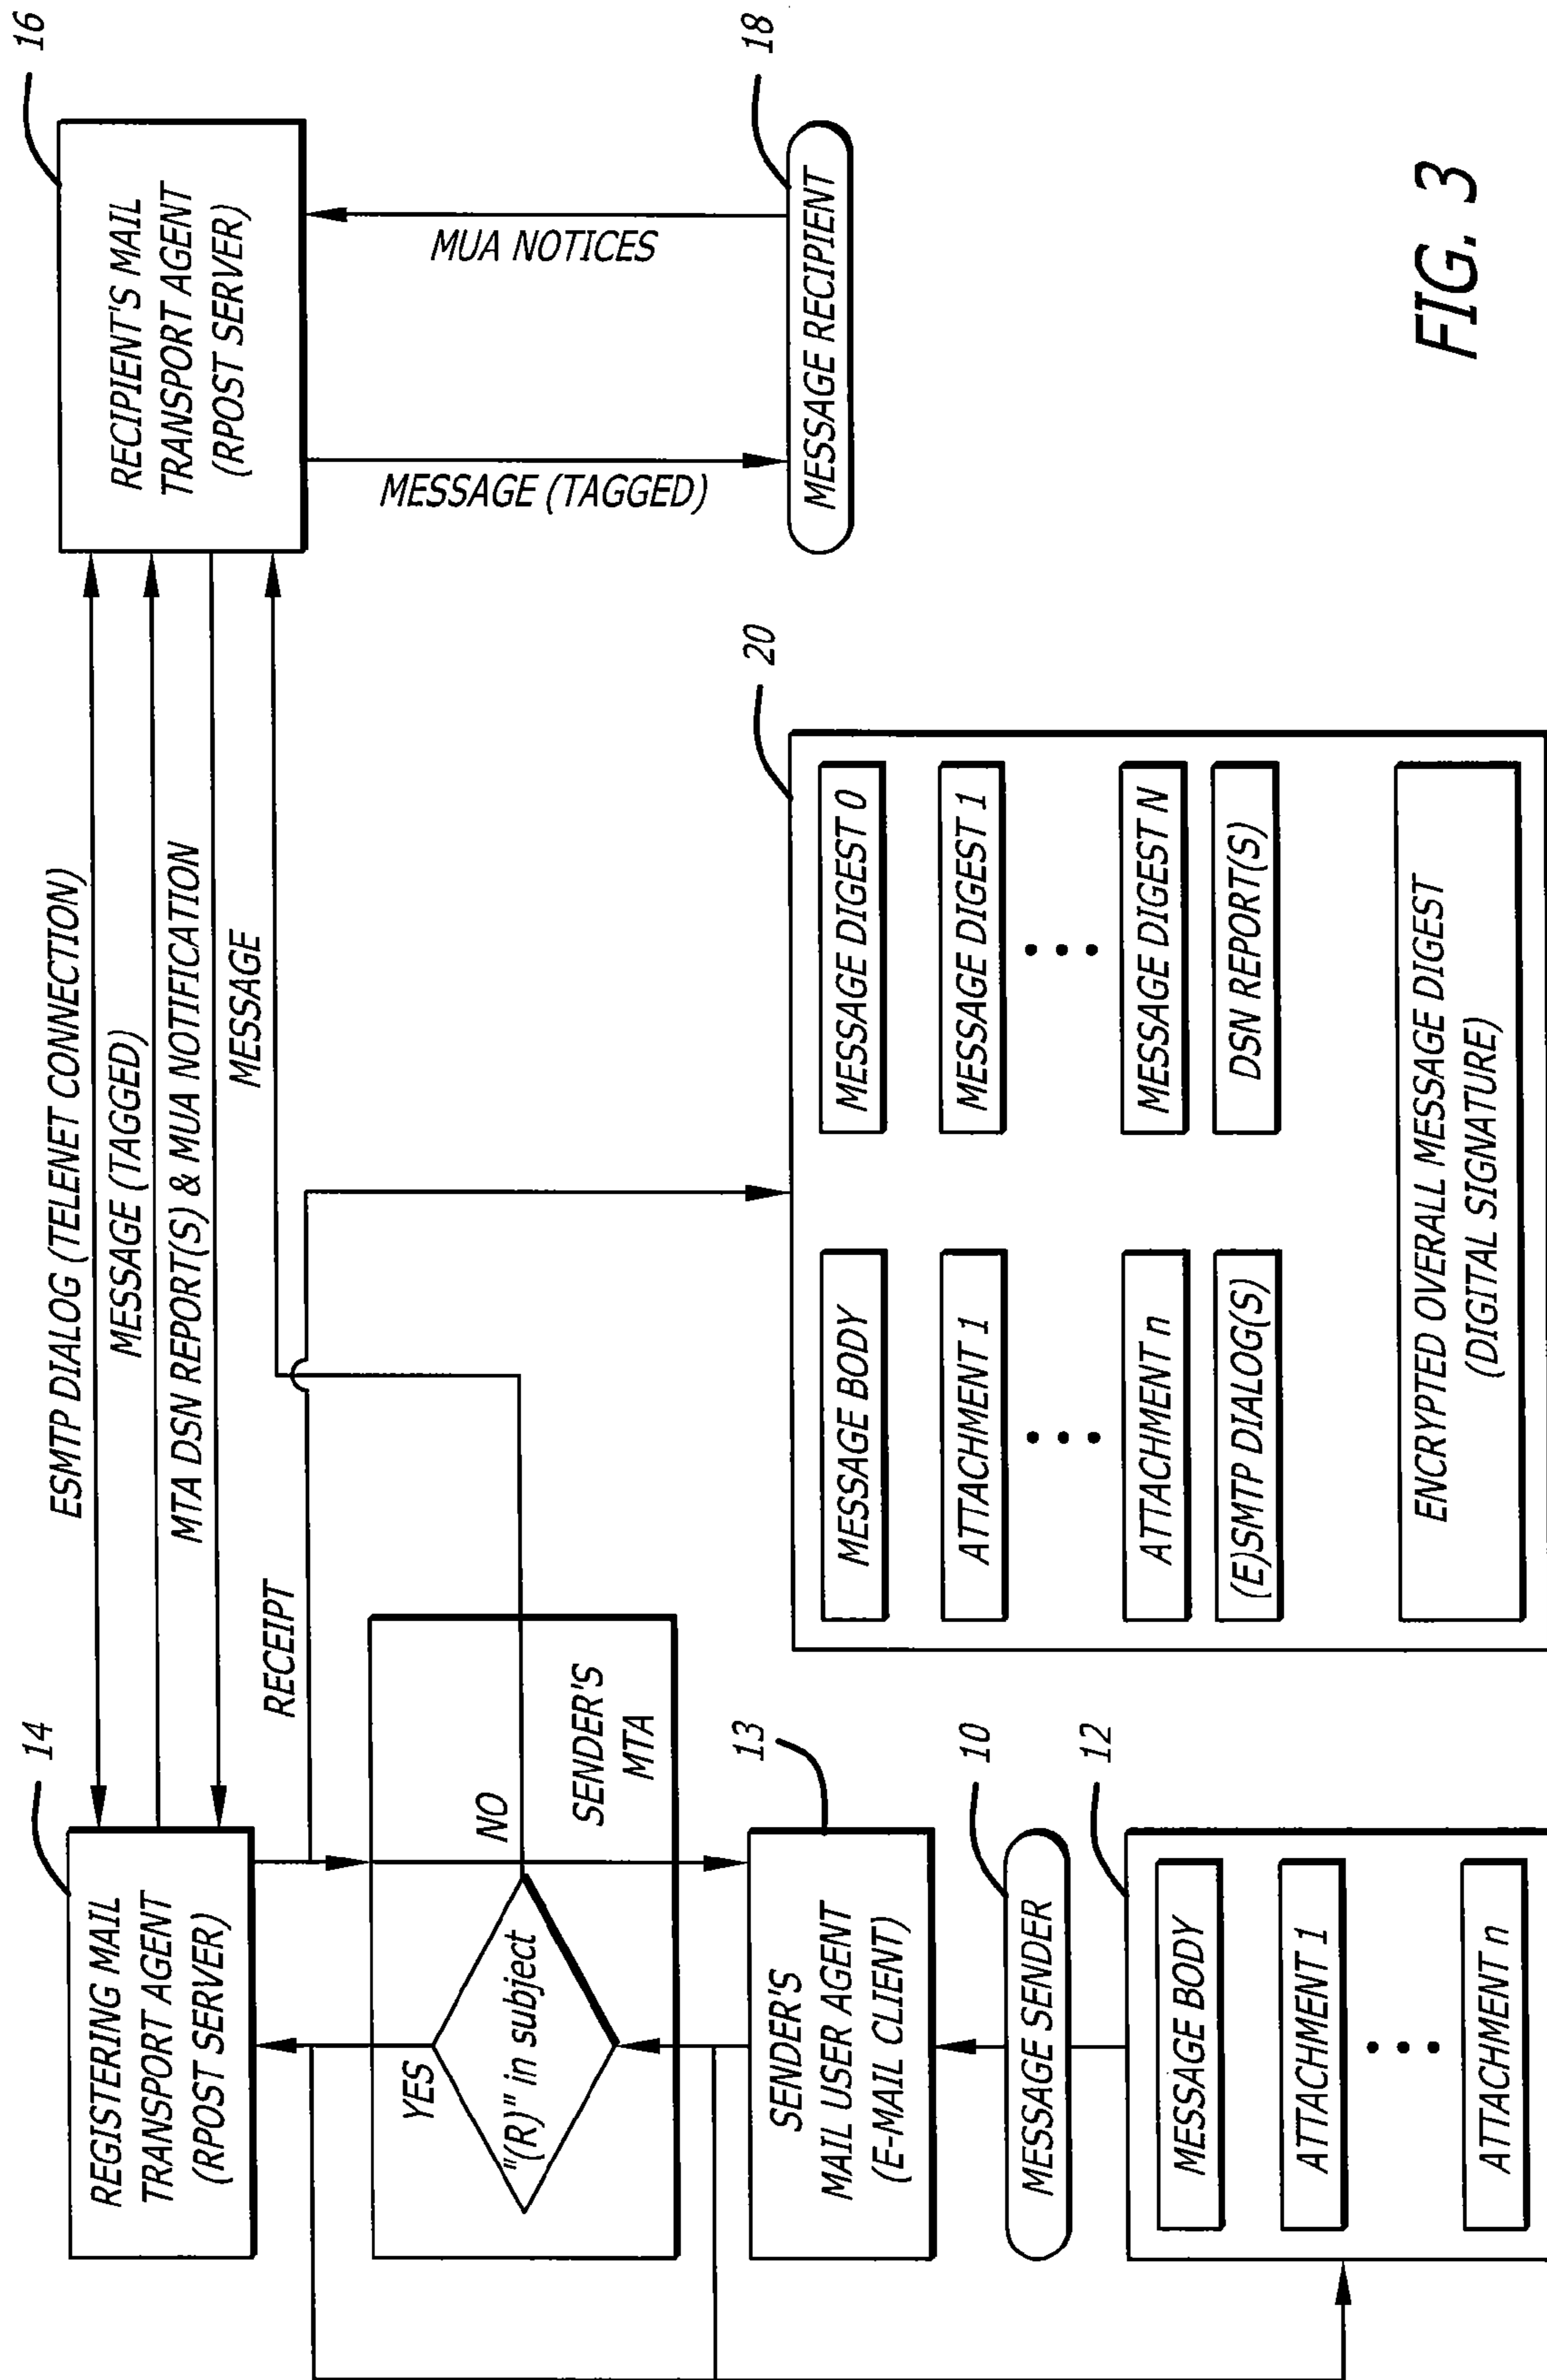 14
REGISTERING MAIL
TRANSPORT AGENT
(RPOST SERVER)
ESMTP DIALOG (TELENET CONNECTION)
MESSAGE (TAGGED)
MTA DSN REPORT(S) & MUA NOTIFICATION
MESSAGE
16
RECIPIENT'S MAIL
TRANSPORT AGENT
(RPOST SERVER)
RECEIPT
YES
"(R)" in subject
NO
SENDER'S
MTA
MESSAGE (TAGGED)
MUA NOTICES
13
SENDER'S
MAIL USER AGENT
(E-MAIL CLIENT)
18
MESSAGE RECIPIENT
10
MESSAGE SENDER
12
MESSAGE BODY
ATTACHMENT 1
ATTACHMENT n
20
MESSAGE BODY
MESSAGE DIGEST 0
ATTACHMENT 1
MESSAGE DIGEST 1
ATTACHMENT n
MESSAGE DIGEST N
(E)SMTP DIALOG(S)
DSN REPORT(S)
ENCRYPTED OVERALL MESSAGE DIGEST
(DIGITAL SIGNATURE)
FIG. 3